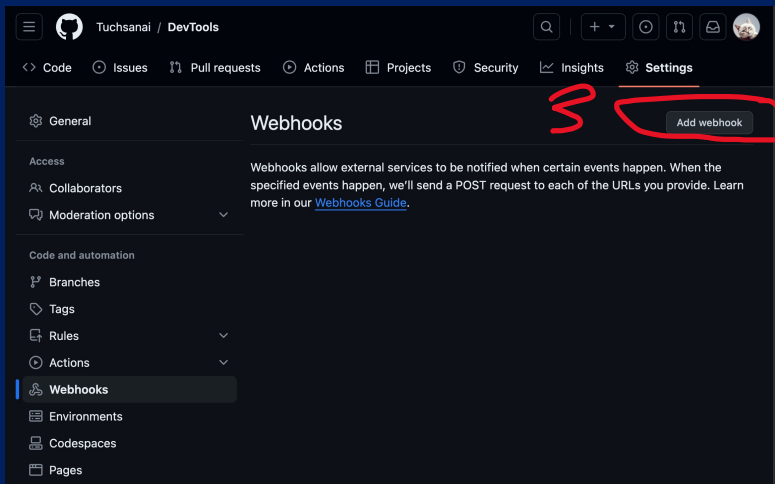 Tuchsanai / DevTools
Code Issues Pull requests Actions Projects Security Insights Settings
General
Access
Collaborators
Moderation options
Code and automation
Branches
Tags
Rules
Actions
Webhooks
Environments
Codespaces
Pages
Webhooks
3
Add webhook
Webhooks allow external services to be notified when certain events happen. When the
specified events happen, we'll send a POST request to each of the URLs you provide. Learn
more in our Webhooks Guide.